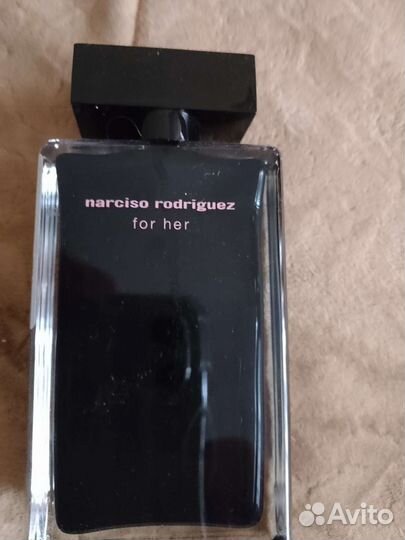 narciso rodriguez
for her
Avito